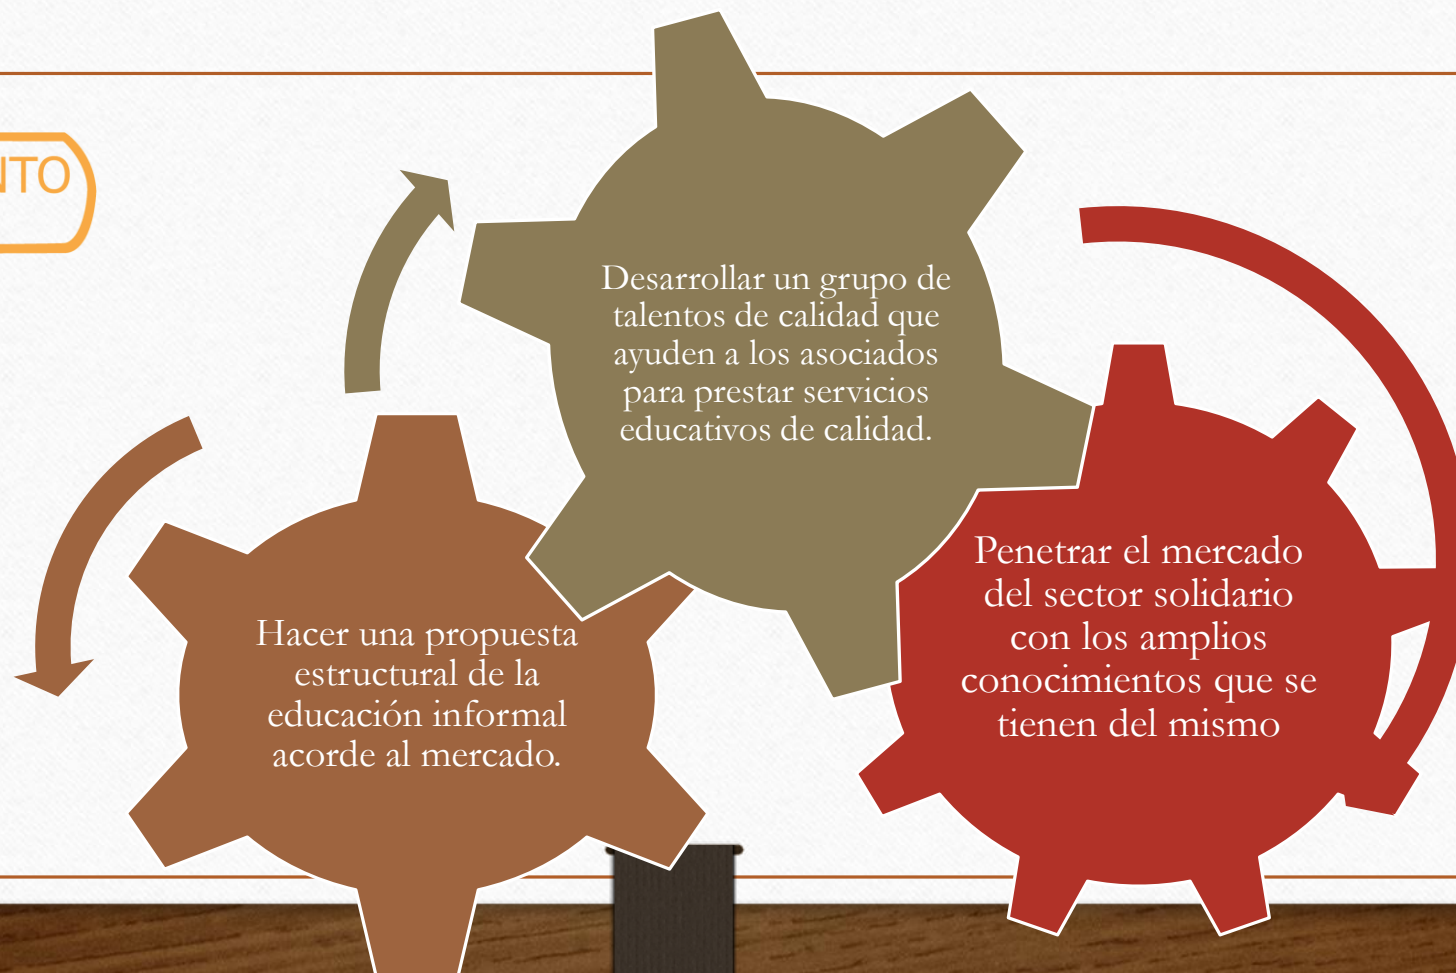 Desarrollar un grupo de
talentos de calidad que
ayuden a los asociados
para prestar servicios
educativos de calidad.
Penetrar el mercado
del sector solidario
con los amplios
conocimientos que se
tienen del mismo
Hacer una propuesta
estructural de la
educación informal
acorde al mercado.